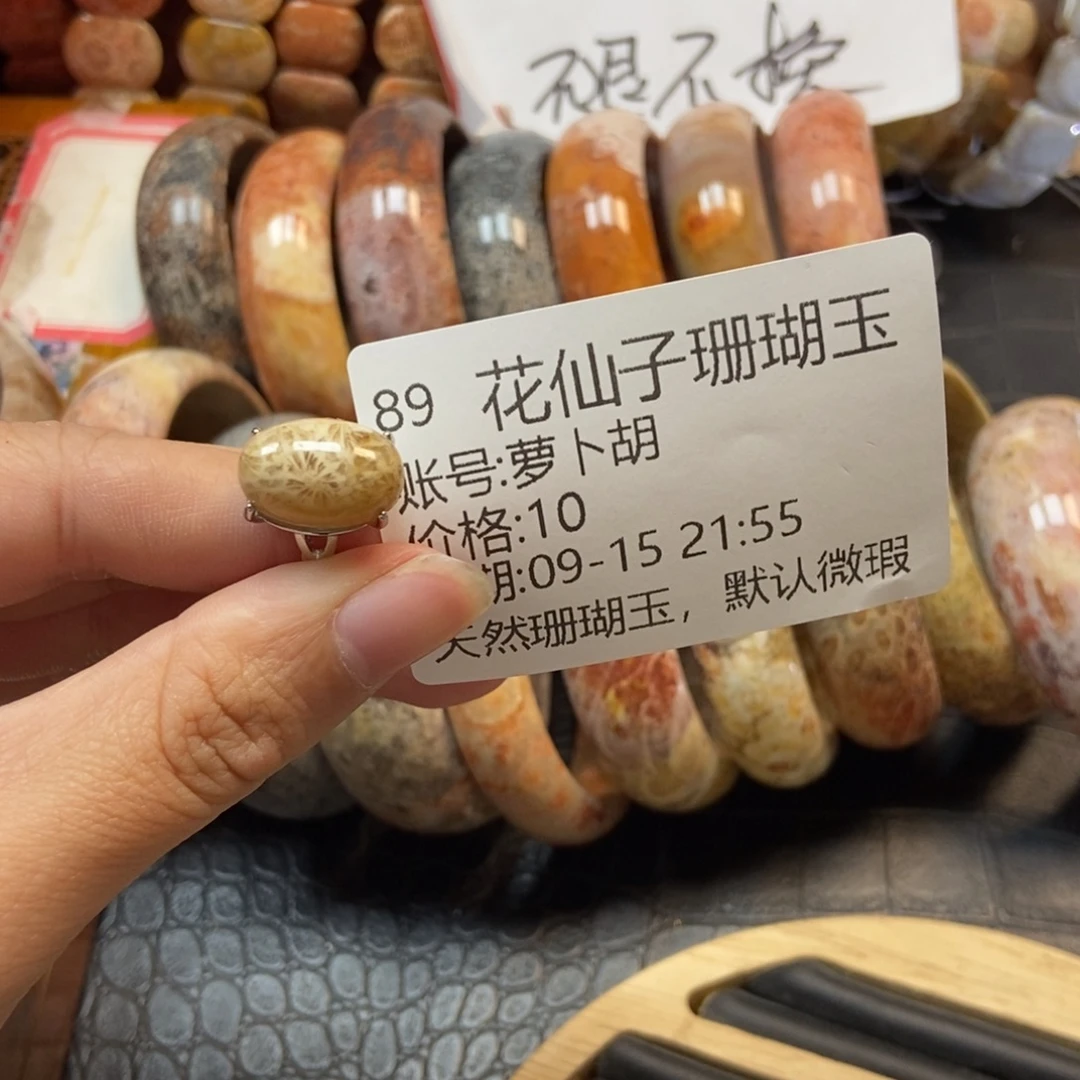 不退不换
89 花仙子珊瑚玉
账号:萝卜胡
价格:10
期:09-15 21:55
天然珊瑚玉，默认微瑕